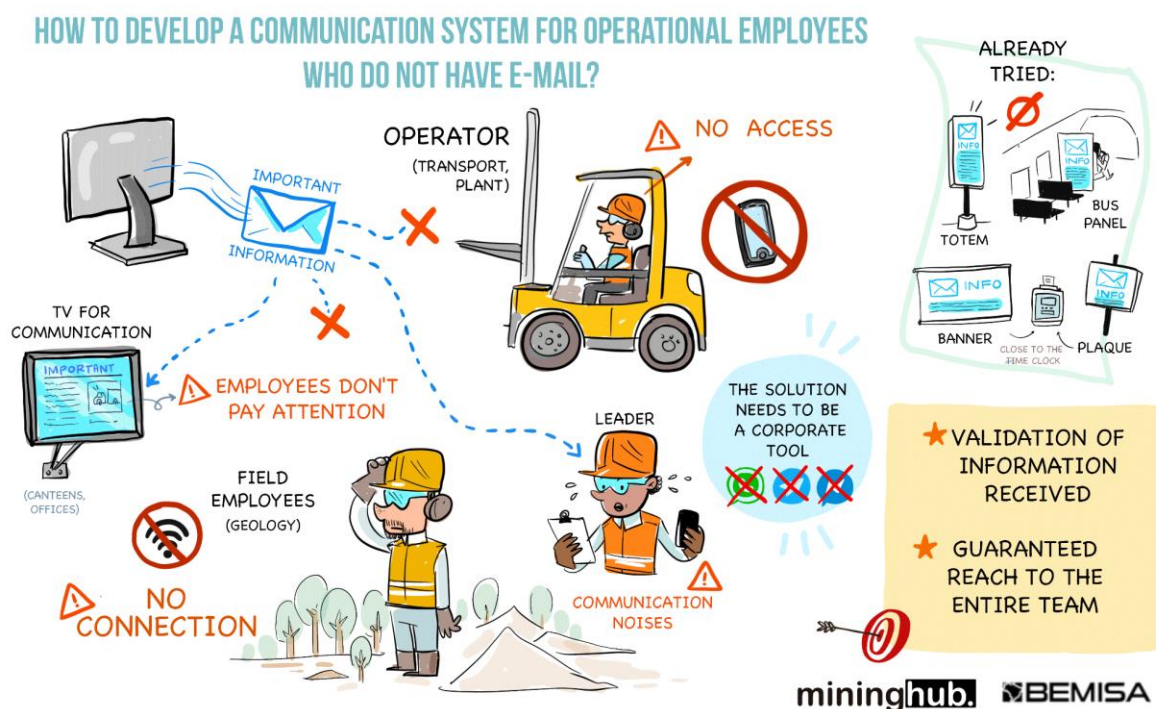 HOW TO DEVELOP A COMMUNICATION SYSTEM FOR OPERATIONAL EMPLOYEES
WHO DO NOT HAVE E-MAIL?
IMPORTANT
INFORMATION
OPERATOR
(TRANSPORT,
PLANT)
NO ACCESS
ALREADY
TRIED:
INFO
TOTEM
INFO
BUS
PANEL
INFO
BANNER
CLOSE TO THE
TIME CLOCK
INFO
PLAQUE
TV FOR
COMMUNICATION
IMPORTANT
(CANTEENS,
OFFICES)
EMPLOYEES DON'T
PAY ATTENTION
FIELD
EMPLOYEES
(GEOLOGY)
NO
CONNECTION
LEADER
COMMUNICATION
NOISES
THE SOLUTION
NEEDS TO BE
A CORPORATE
TOOL
VALIDATION OF
INFORMATION
RECEIVED
GUARANTEED
REACH TO THE
ENTIRE TEAM
mininghub.
BEMISA